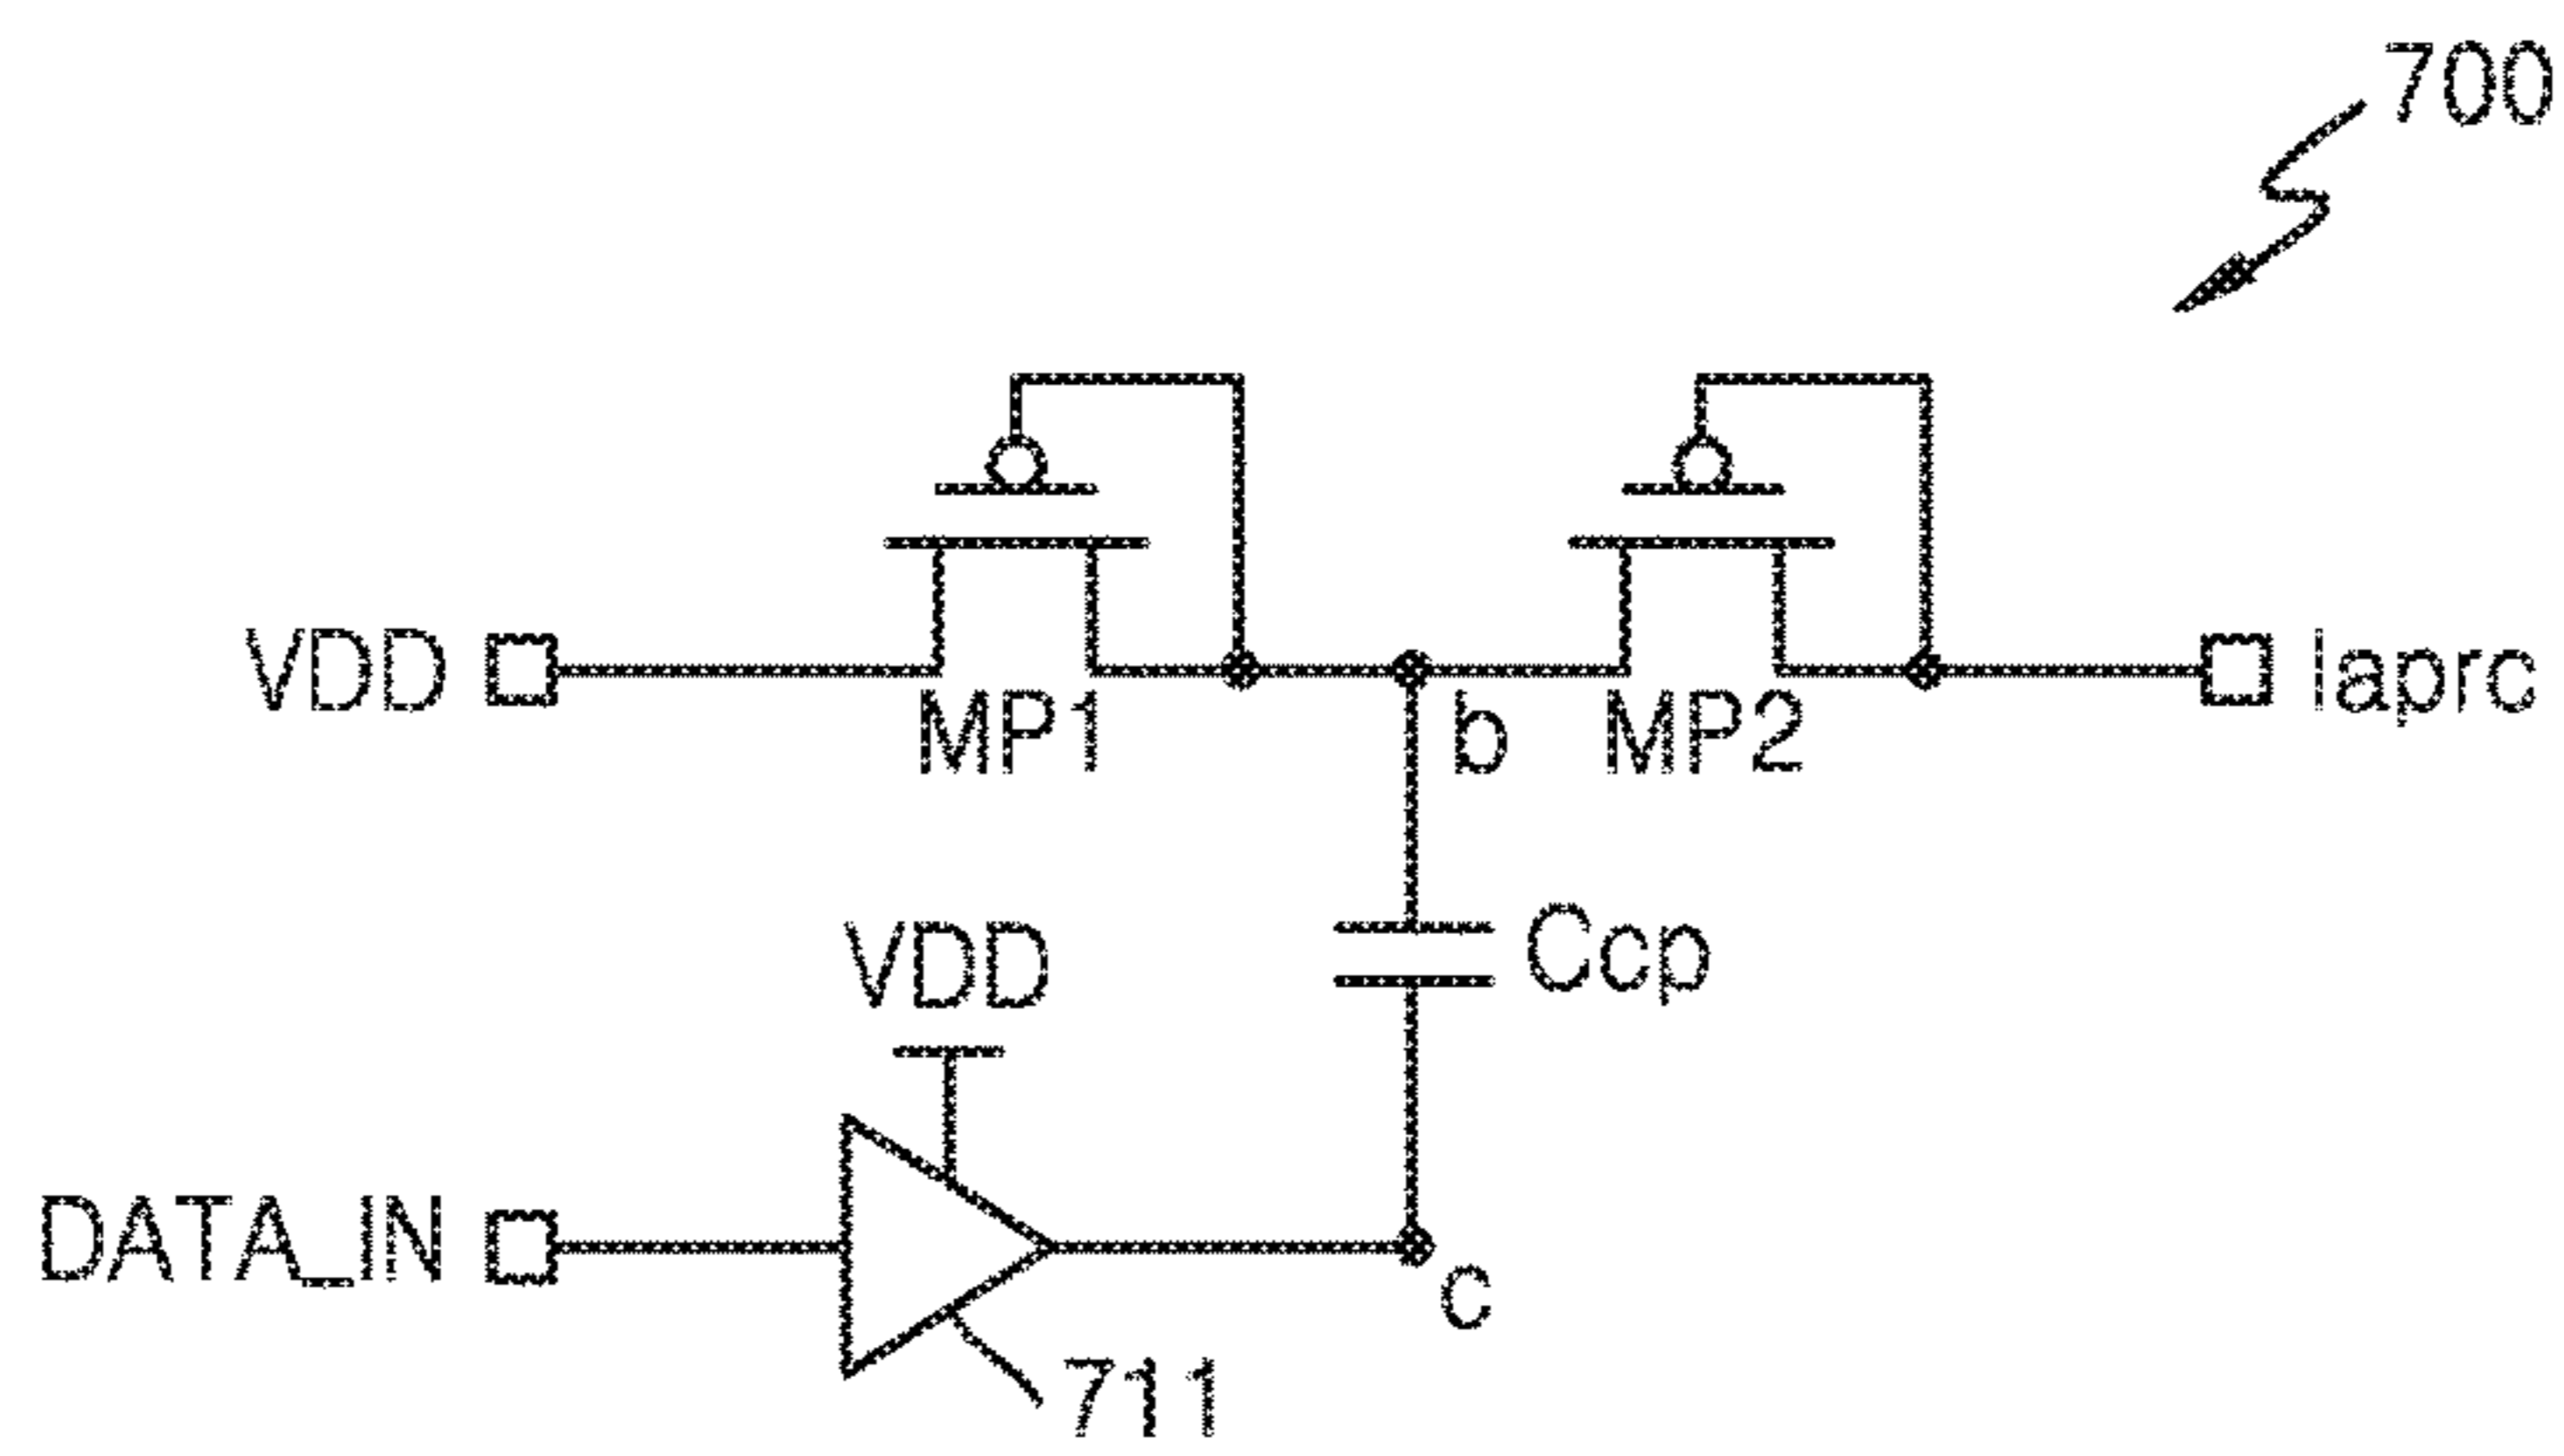 700
VDD
MP1
b
MP2
Iaprc
VDD
Ccp
DATA_IN
c
711